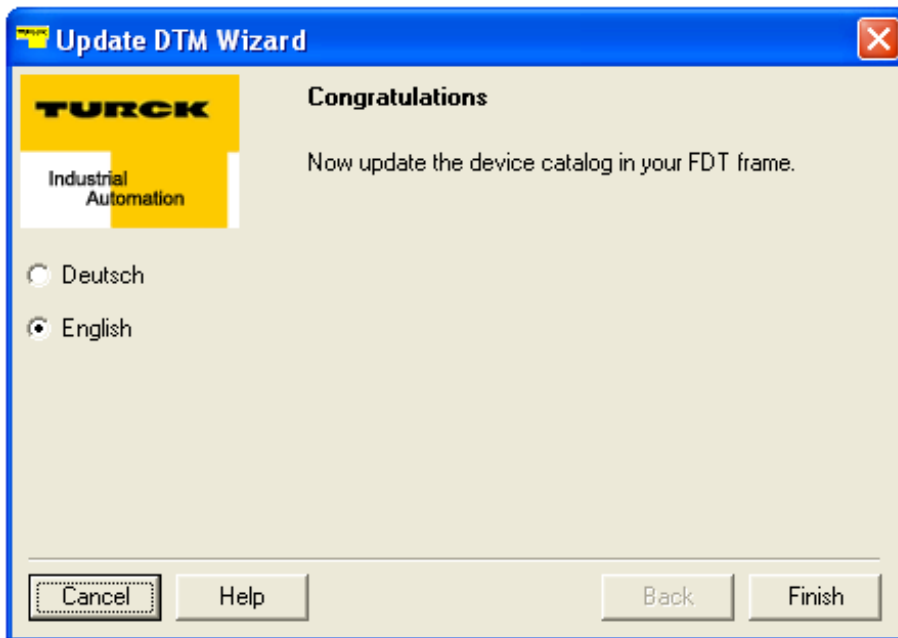 Update DTM Wizard
TURCK
Industrial
Automation
Congratulations
Now update the device catalog in your FDT frame.
Deutsch
English
Cancel
Help
Back
Finish